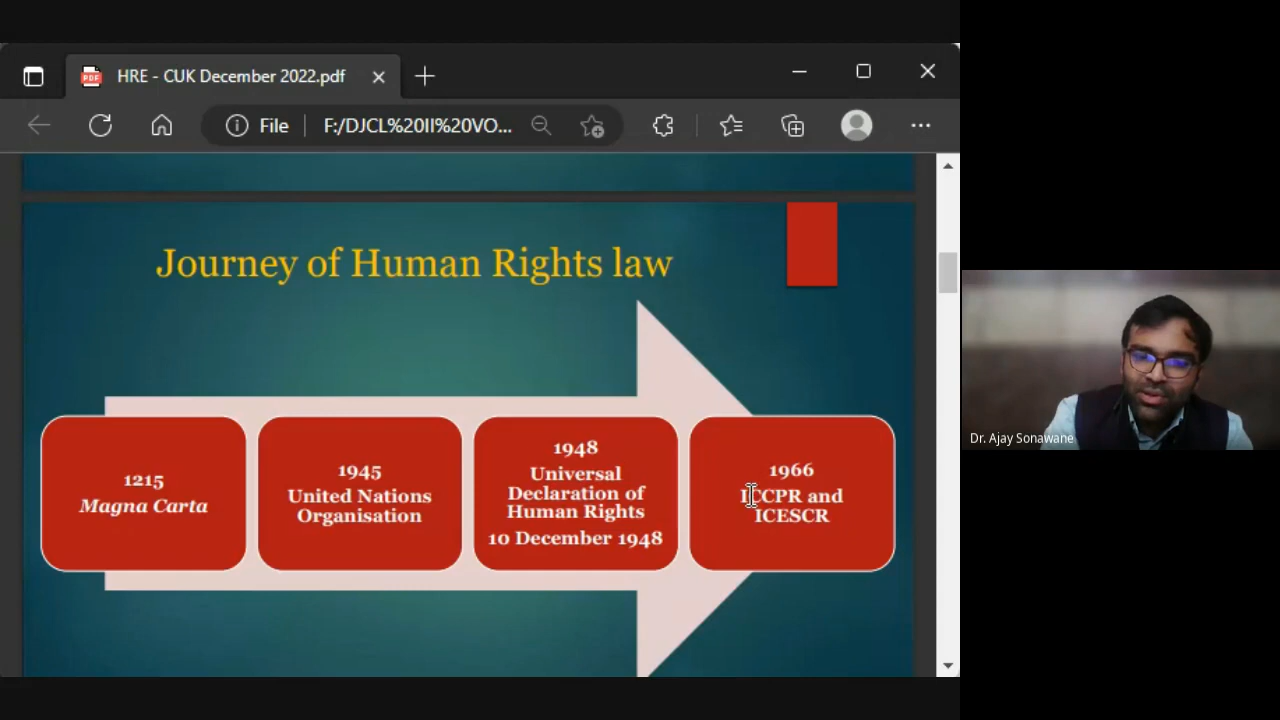 HRE - CUK December 2022.pdf
PDF
File
F:/DJCL%20II%20VO...
Journey of Human Rights law
1215
Magna Carta
1945
United Nations
Organisation
1948
Universal
Declaration of
Human Rights
10 December 1948
1966
ICCPR and
ICESCR
Dr. Ajay Sonawane